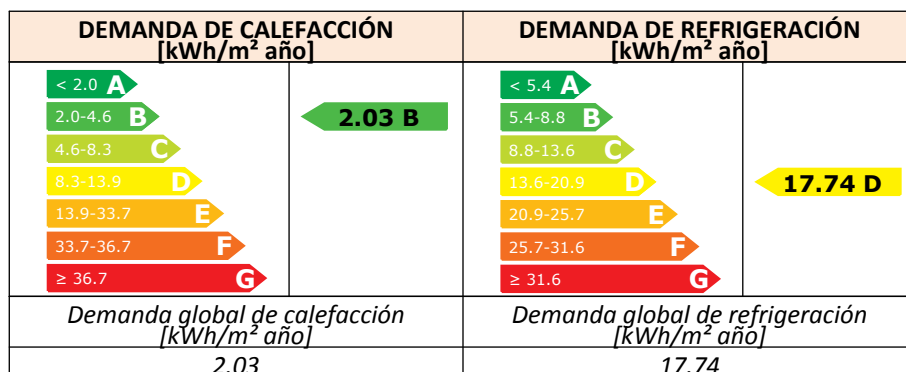 DEMANDA DE CALEFACCIÓN
[kWh/m² año]
DEMANDA DE REFRIGERACIÓN
[kWh/m² año]
< 2.0 A
2.0-4.6 B
4.6-8.3 C
8.3-13.9 D
13.9-33.7 E
33.7-36.7 F
≥ 36.7 G
2.03 B
< 5.4 A
5.4-8.8 B
8.8-13.6 C
13.6-20.9 D
20.9-25.7 E
25.7-31.6 F
≥ 31.6 G
17.74 D
Demanda global de calefacción
[kWh/m² año]
Demanda global de refrigeración
[kWh/m² año]
2.03
17.74